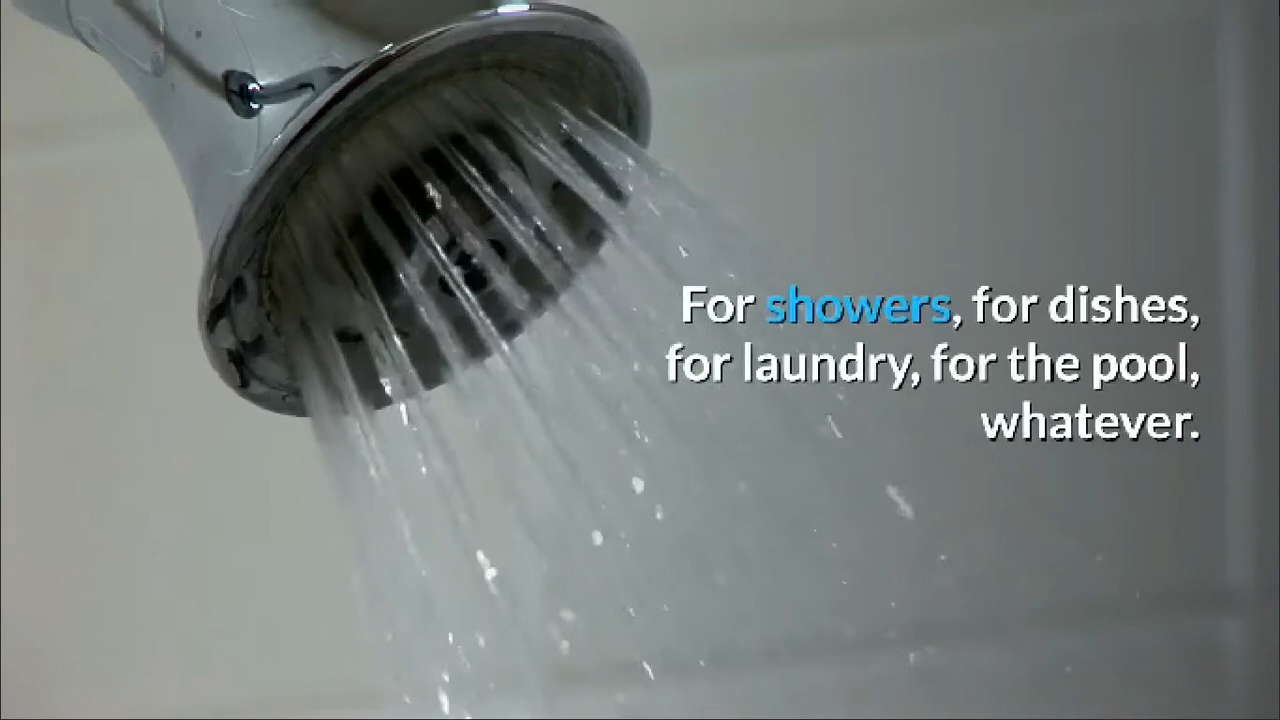 For showers, for dishes,
for laundry, for the pool,
whatever.